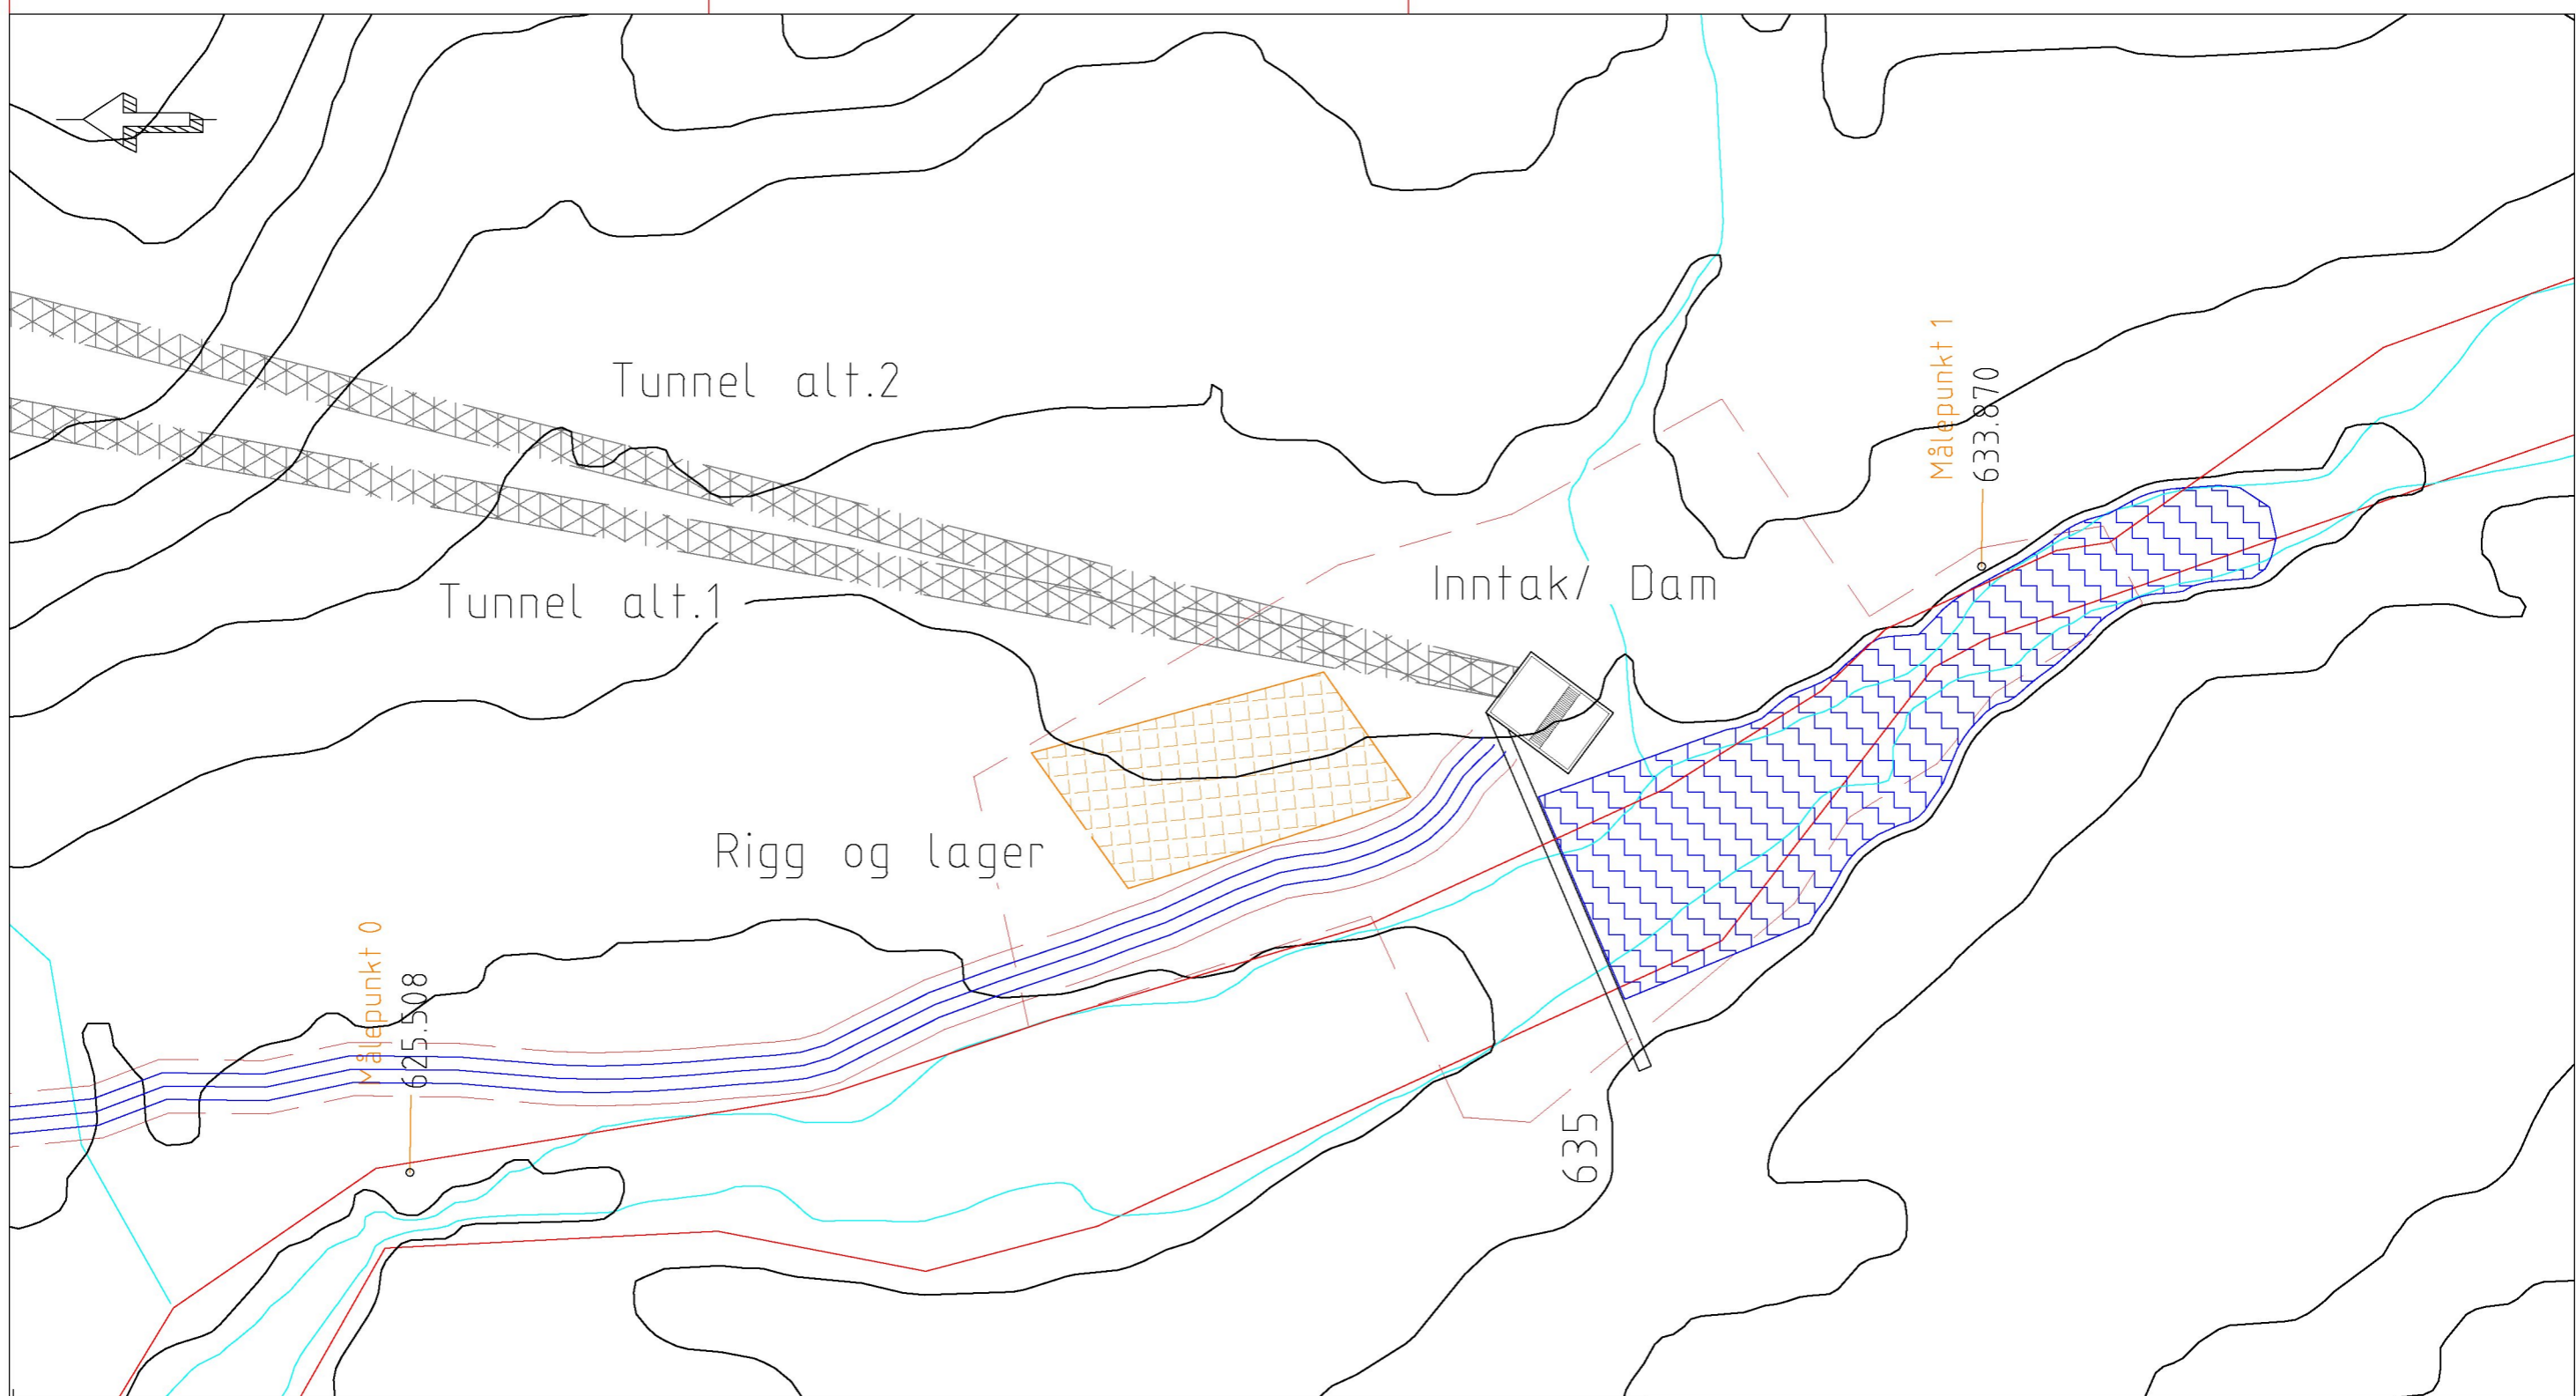 Tunnel alt.2
Målepunkt 1
633.870
Inntak/ Dam
Tunnel alt.1
Rigg og lager
Målepunkt 0
625.508
635